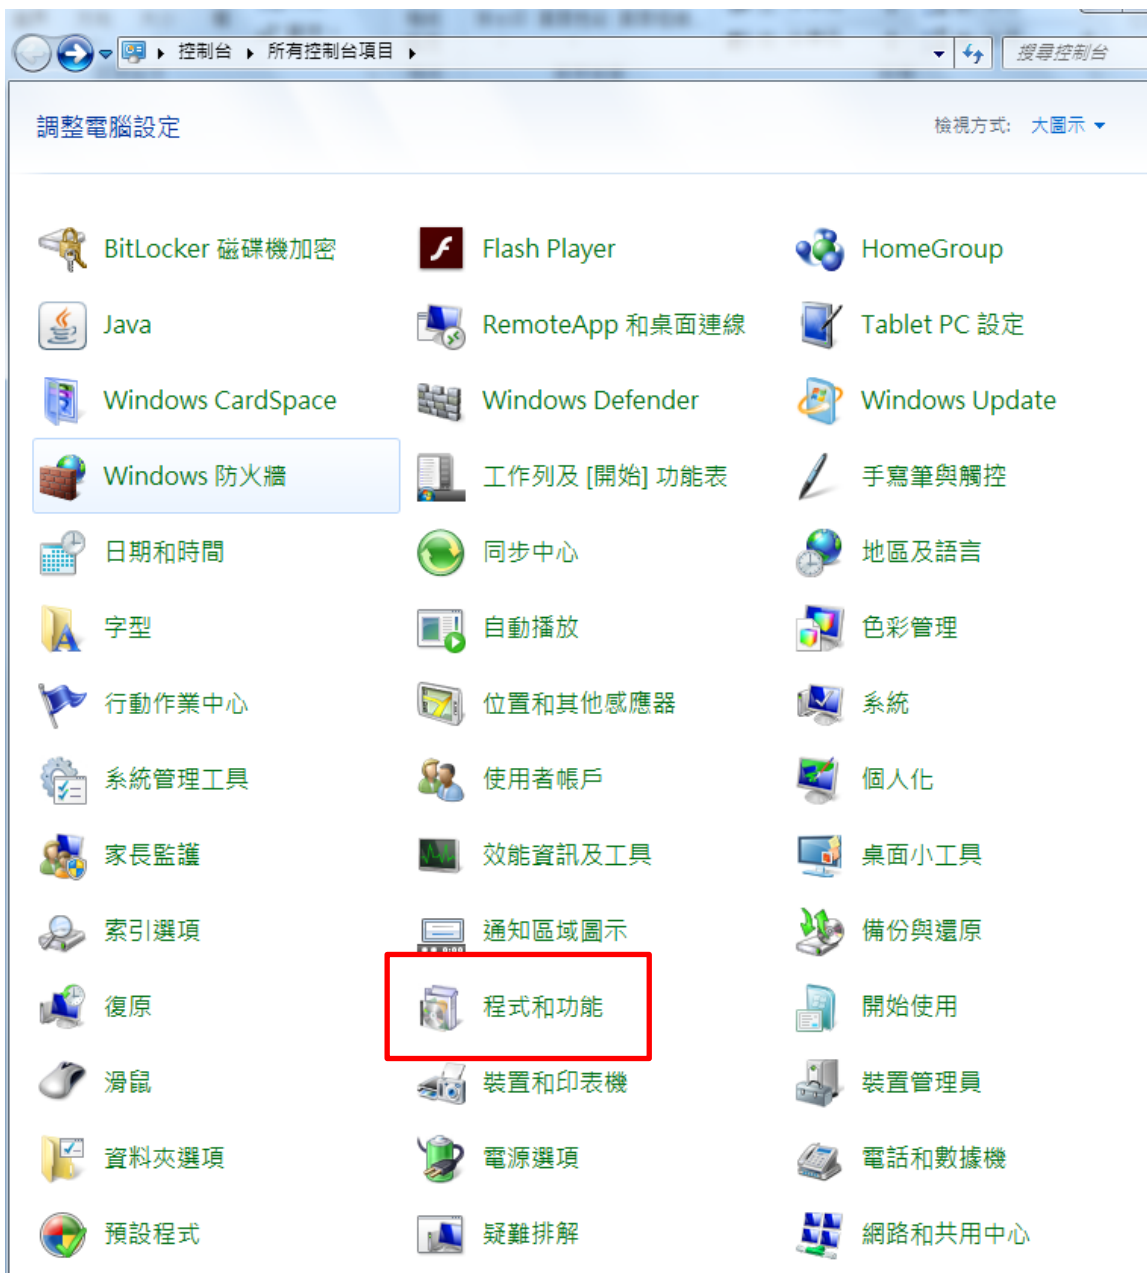 控制台 ▸ 所有控制台項目 ▸
搜尋控制台
調整電腦設定
檢視方式: 大圖示
BitLocker 磁碟機加密 Flash Player HomeGroup
Java RemoteApp 和桌面連線 Tablet PC 設定
Windows CardSpace Windows Defender Windows Update
Windows 防火牆 工作列及 [開始] 功能表 手寫筆與觸控
日期和時間 同步中心 地區及語言
字型 自動播放 色彩管理
行動作業中心 位置和其他感應器 系統
系統管理工具 使用者帳戶 個人化
家長監護 效能資訊及工具 桌面小工具
索引選項 通知區域圖示 備份與還原
復原 程式和功能 開始使用
滑鼠 裝置和印表機 裝置管理員
資料夾選項 電源選項 電話和數據機
預設程式 疑難排解 網路和共用中心